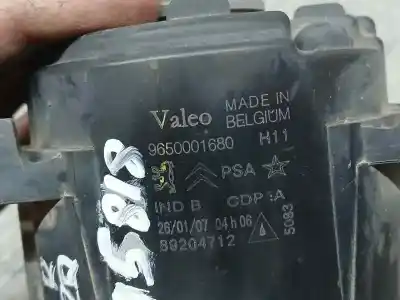 Valeo MADE IN BELGIUM
9650001680 H11
PSA
IND B CDP
26/01/07 04h06
89204712
5083